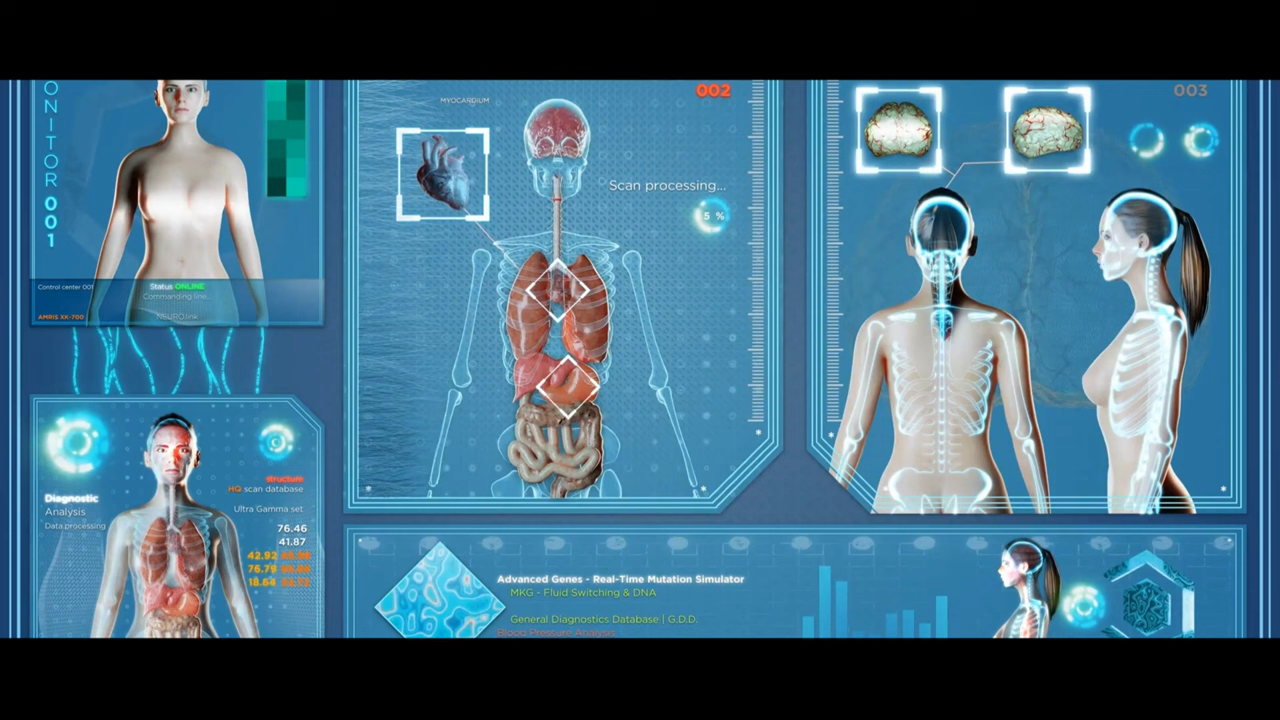 ONITOR 001
Control center 001
Status ONLINE
Commanding line...
AMRIS XK-700
NEURO link
MYOCARDIUM
002
Scan processing...
5 %
003
Diagnostic
Analysis
Data processing
structure
HQ scan database
Ultra Gamma set
76.46
41.87
42.92
76.79
18.64
Advanced Genes - Real-Time Mutation Simulator
MKG - Fluid Switching & DNA
General Diagnostics Database | G.D.D.
Blood Pressure Analysis